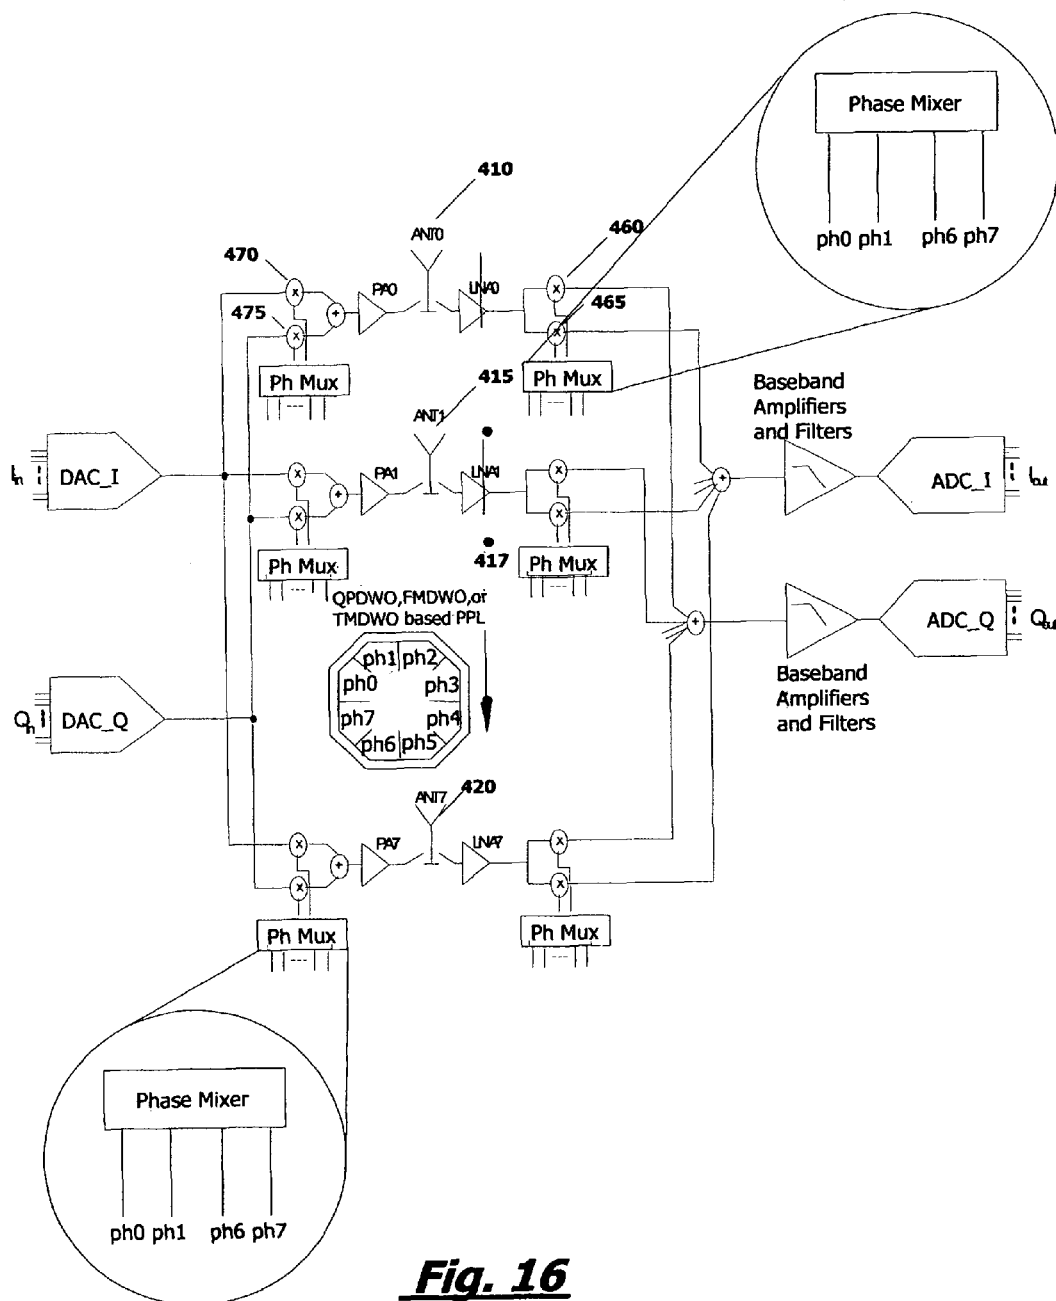 Phase Mixer
ph0 ph1 ph6 ph7
410
ANT0
470
460
PA0
LNA0
475
465
Ph Mux
Ph Mux
415
ANT1
Baseband
Amplifiers
and Filters
PA1
LNA1
Iin
DAC_I
ADC_I
Iout
417
Ph Mux
Ph Mux
QPDWO,FMDWO,or
TMDWO based PPL
ph1 ph2
ph0 ph3
ph7 ph4
ph6 ph5
ADC_Q
Qout
Baseband
Amplifiers
and Filters
Qin
DAC_Q
420
ANT7
PA7
LNA7
Ph Mux
Ph Mux
Phase Mixer
ph0 ph1 ph6 ph7
Fig. 16